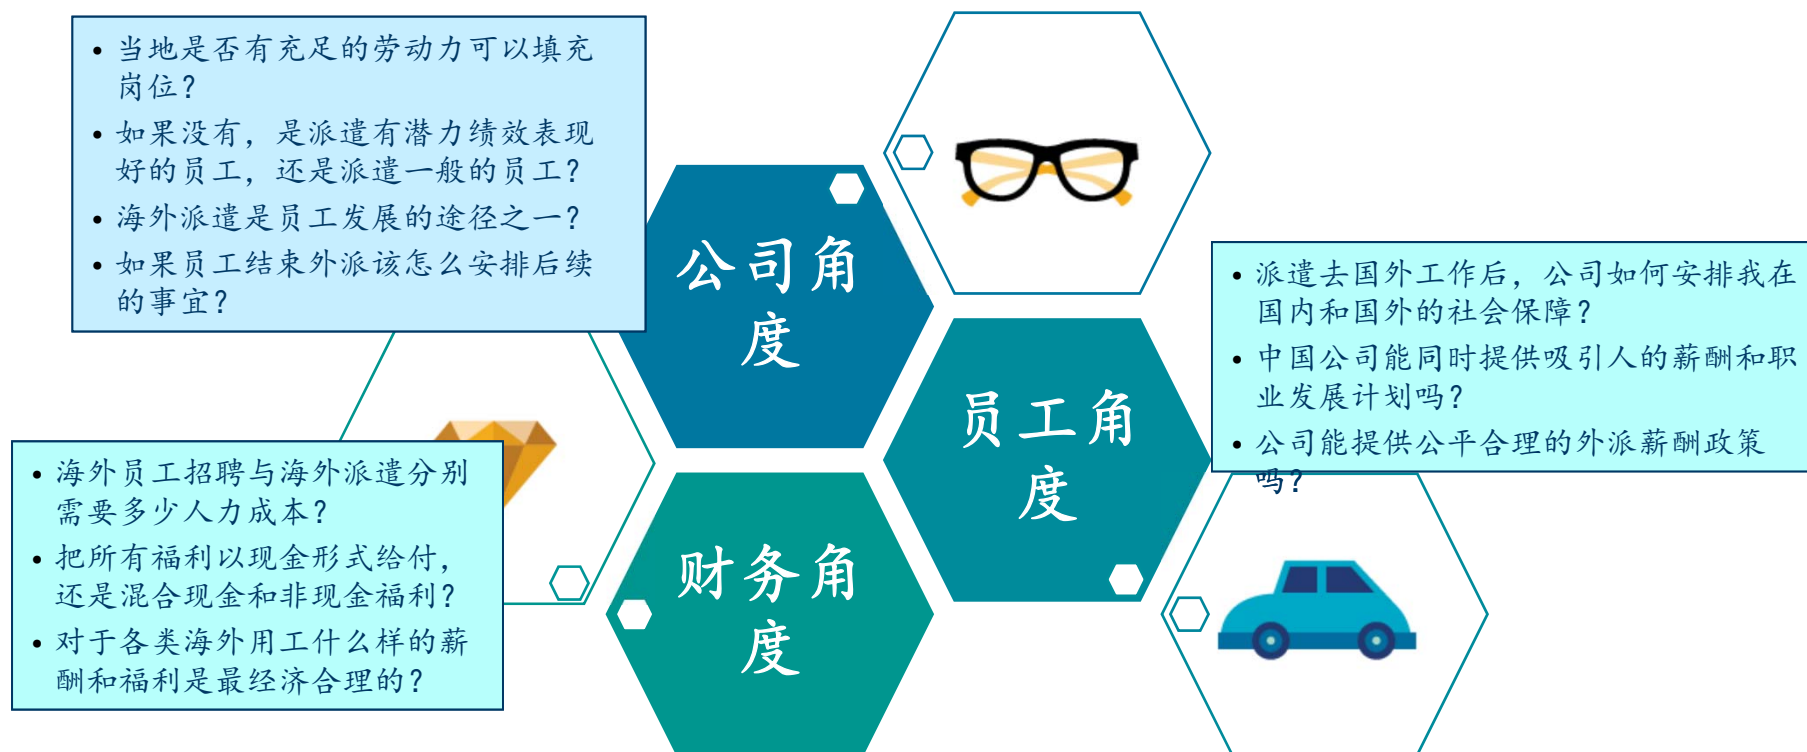 • 当地是否有充足的劳动力可以填充
岗位？
• 如果没有，是派遣有潜力绩效表现
好的员工，还是派遣一般的员工？
• 海外派遣是员工发展的途径之一？
• 如果员工结束外派该怎么安排后续
的事宜？
公司角
度
• 派遣去国外工作后，公司如何安排我在
国内和国外的社会保障？
• 中国公司能同时提供吸引人的薪酬和职
业发展计划吗？
• 公司能提供公平合理的外派薪酬政策
吗？
员工角
度
• 海外员工招聘与海外派遣分别
需要多少人力成本？
• 把所有福利以现金形式给付，
还是混合现金和非现金福利？
• 对于各类海外用工什么样的薪
酬和福利是最经济合理的？
财务角
度